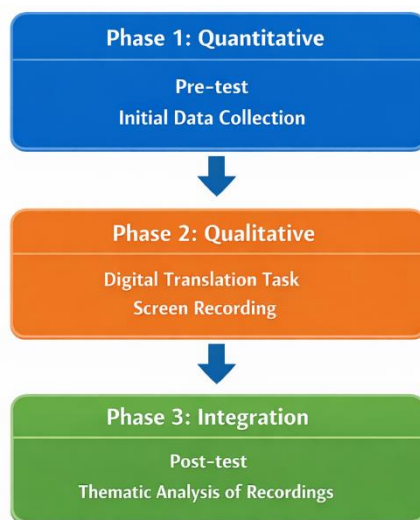 Phase 1: Quantitative
Pre-test
Initial Data Collection
Phase 2: Qualitative
Digital Translation Task
Screen Recording
Phase 3: Integration
Post-test
Thematic Analysis of Recordings